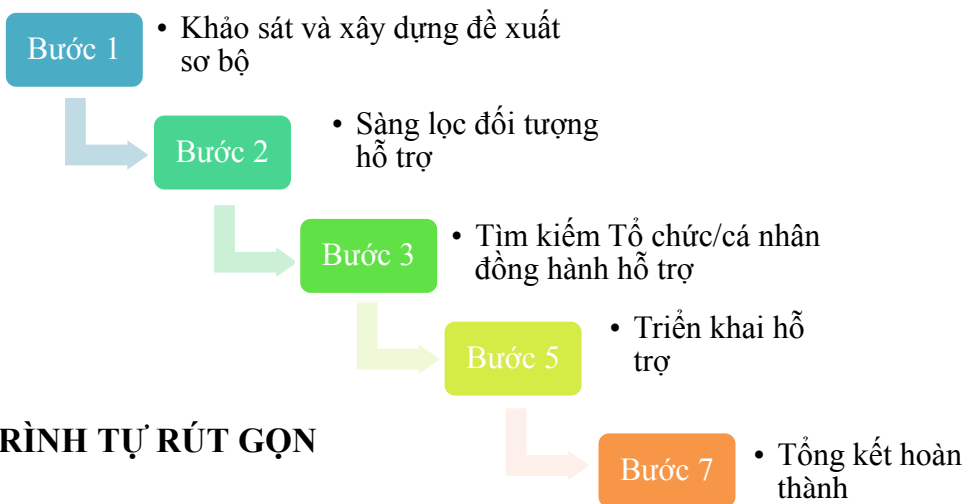 Bước 1
• Khảo sát và xây dựng đề xuất
sơ bộ
Bước 2
• Sàng lọc đối tượng
hỗ trợ
Bước 3
• Tìm kiếm Tổ chức/cá nhân
đồng hành hỗ trợ
Bước 5
• Triển khai hỗ
trợ
RÌNH TỰ RÚT GỌN
Bước 7
• Tổng kết hoàn
thành